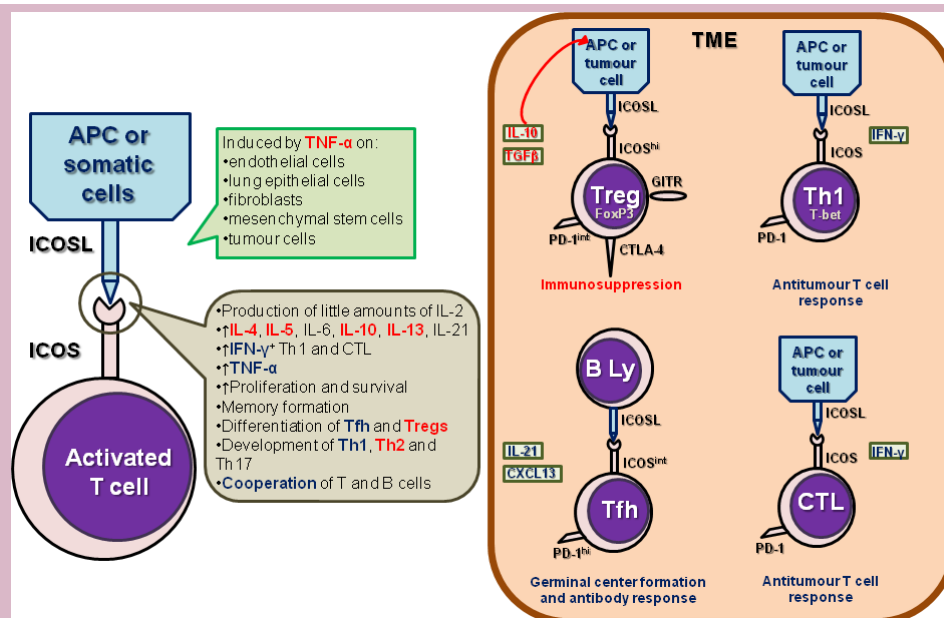 APC or
somatic
cells
ICOSL
ICOS
Activated
T cell
Induced by TNF-α on:
•endothelial cells
•lung epithelial cells
•fibroblasts
•mesenchymal stem cells
•tumour cells
•Production of little amounts of IL-2
•↑IL-4, IL-5, IL-6, IL-10, IL-13, IL-21
•↑IFN-γ⁺ Th1 and CTL
•↑TNF-α
•↑Proliferation and survival
•Memory formation
•Differentiation of Tfh and Tregs
•Development of Th1, Th2 and
Th17
•Cooperation of T and B cells
TME
APC or
tumour
cell
ICOSL
IL-10
TGFβ
ICOShi
GITR
Treg
FoxP3
PD-1int
CTLA-4
Immunosuppression
APC or
tumour
cell
ICOSL
IFN-γ
ICOS
Th1
T-bet
PD-1
Antitumour T cell
response
B Ly
ICOSL
IL-21
CXCL13
ICOSint
Tfh
PD-1hi
Germinal center formation
and antibody response
APC or
tumour
cell
ICOSL
IFN-γ
ICOS
CTL
PD-1
Antitumour T cell
response